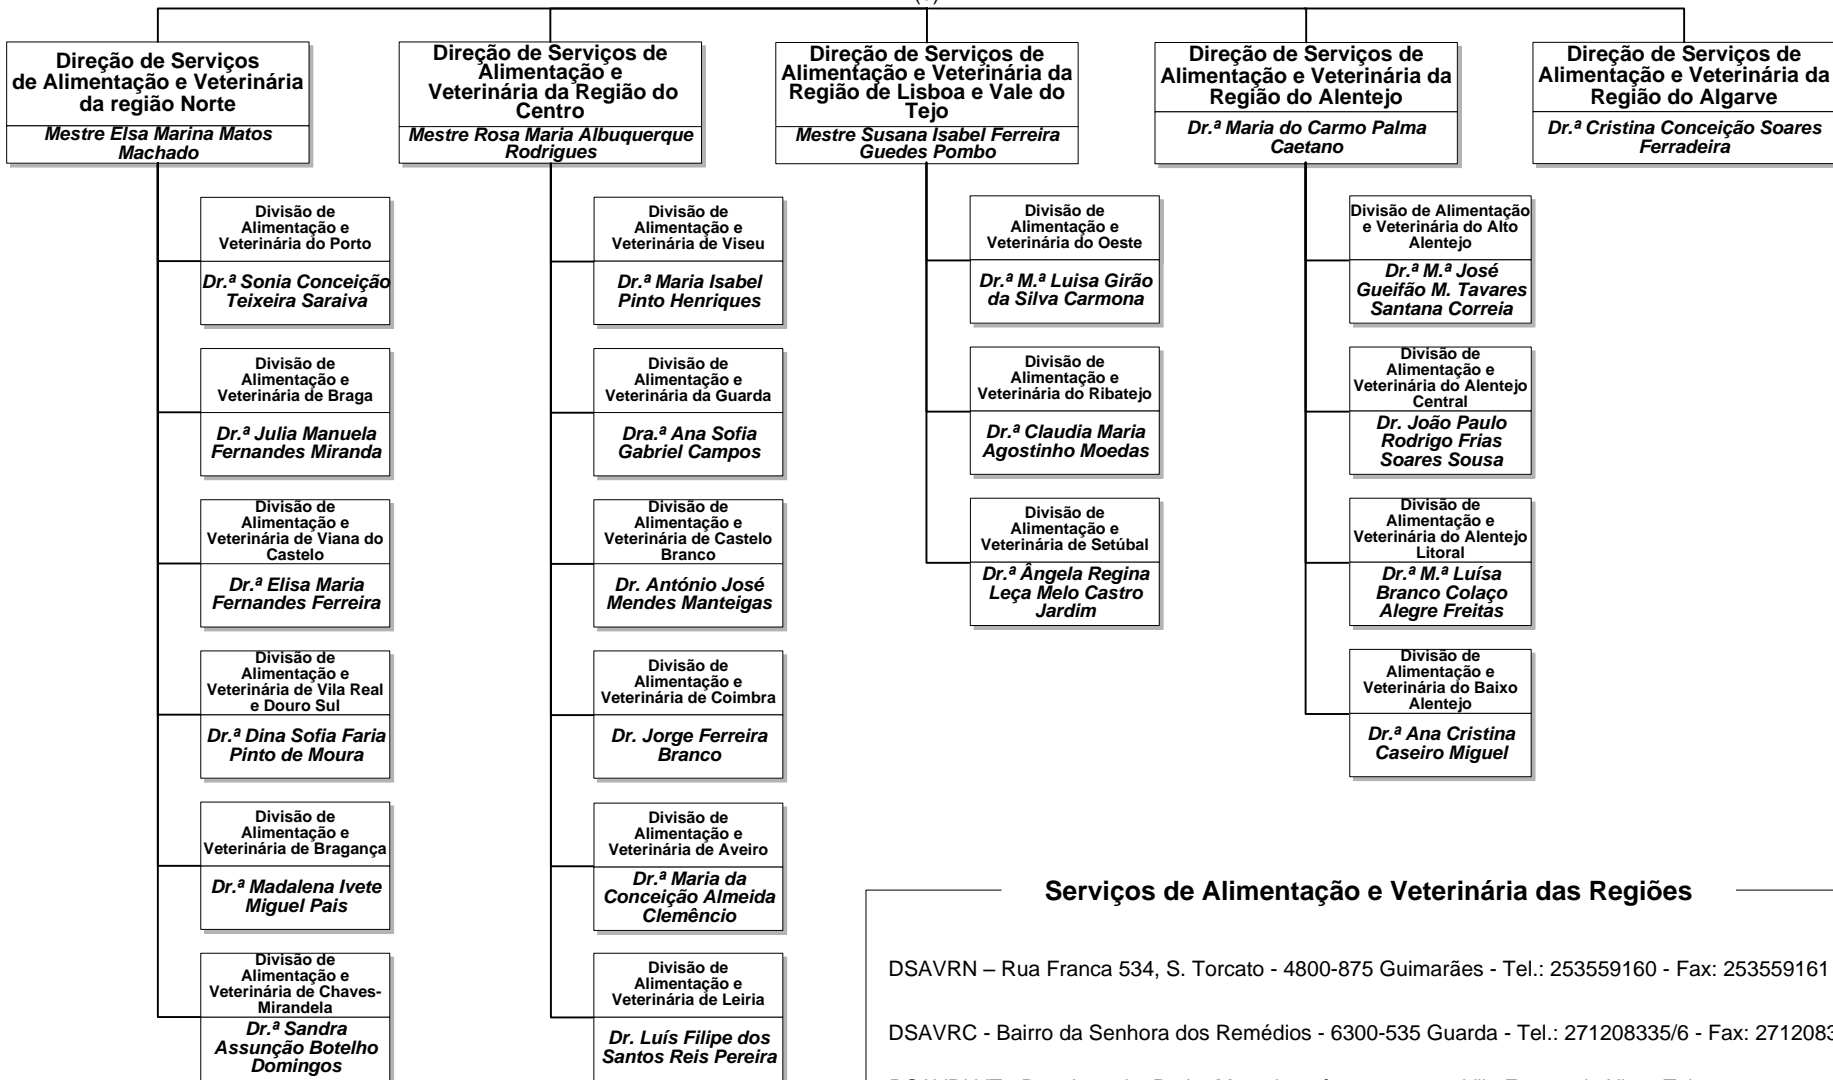 Direção de Serviços
de Alimentação e Veterinária
da região Norte
Mestre Elsa Marina Matos
Machado
Divisão de
Alimentação e
Veterinária do Porto
Dr.ª Sonia Conceição
Teixeira Saraiva
Divisão de
Alimentação e
Veterinária de Braga
Dr.ª Julia Manuela
Fernandes Miranda
Divisão de
Alimentação e
Veterinária de Viana do
Castelo
Dr.ª Elisa Maria
Fernandes Ferreira
Divisão de
Alimentação e
Veterinária de Vila Real
e Douro Sul
Dr.ª Dina Sofia Faria
Pinto de Moura
Divisão de
Alimentação e
Veterinária de Bragança
Dr.ª Madalena Ivete
Miguel Pais
Divisão de
Alimentação e
Veterinária de Chaves-
Mirandela
Dr.ª Sandra
Assunção Botelho
Domingos
Direção de Serviços de
Alimentação e
Veterinária da Região do
Centro
Mestre Rosa Maria Albuquerque
Rodrigues
Divisão de
Alimentação e
Veterinária de Viseu
Dr.ª Maria Isabel
Pinto Henriques
Divisão de
Alimentação e
Veterinária da Guarda
Dra.ª Ana Sofia
Gabriel Campos
Divisão de
Alimentação e
Veterinária de Castelo
Branco
Dr. António José
Mendes Manteigas
Divisão de
Alimentação e
Veterinária de Coimbra
Dr. Jorge Ferreira
Branco
Divisão de
Alimentação e
Veterinária de Aveiro
Dr.ª Maria da
Conceição Almeida
Clemêncio
Divisão de
Alimentação e
Veterinária de Leiria
Dr. Luís Filipe dos
Santos Reis Pereira
Direção de Serviços de
Alimentação e Veterinária da
Região de Lisboa e Vale do
Tejo
Mestre Susana Isabel Ferreira
Guedes Pombo
Divisão de
Alimentação e
Veterinária do Oeste
Dr.ª M.ª Luisa Girão
da Silva Carmona
Divisão de
Alimentação e
Veterinária do Ribatejo
Dr.ª Claudia Maria
Agostinho Moedas
Divisão de
Alimentação e
Veterinária de Setúbal
Dr.ª Ângela Regina
Leça Melo Castro
Jardim
Direção de Serviços de
Alimentação e Veterinária da
Região do Alentejo
Dr.ª Maria do Carmo Palma
Caetano
Divisão de Alimentação
e Veterinária do Alto
Alentejo
Dr.ª M.ª José
Gueifão M. Tavares
Santana Correia
Divisão de
Alimentação e
Veterinária do Alentejo
Central
Dr. João Paulo
Rodrigo Frias
Soares Sousa
Divisão de
Alimentação e
Veterinária do Alentejo
Litoral
Dr.ª M.ª Luísa
Branco Colaço
Alegre Freitas
Divisão de
Alimentação e
Veterinária do Baixo
Alentejo
Dr.ª Ana Cristina
Caseiro Miguel
Direção de Serviços de
Alimentação e Veterinária da
Região do Algarve
Dr.ª Cristina Conceição Soares
Ferradeira
Serviços de Alimentação e Veterinária das Regiões
DSAVRN – Rua Franca 534, S. Torcato - 4800-875 Guimarães - Tel.: 253559160 - Fax: 253559161
DSAVRC - Bairro da Senhora dos Remédios - 6300-535 Guarda - Tel.: 271208335/6 - Fax: 2712083